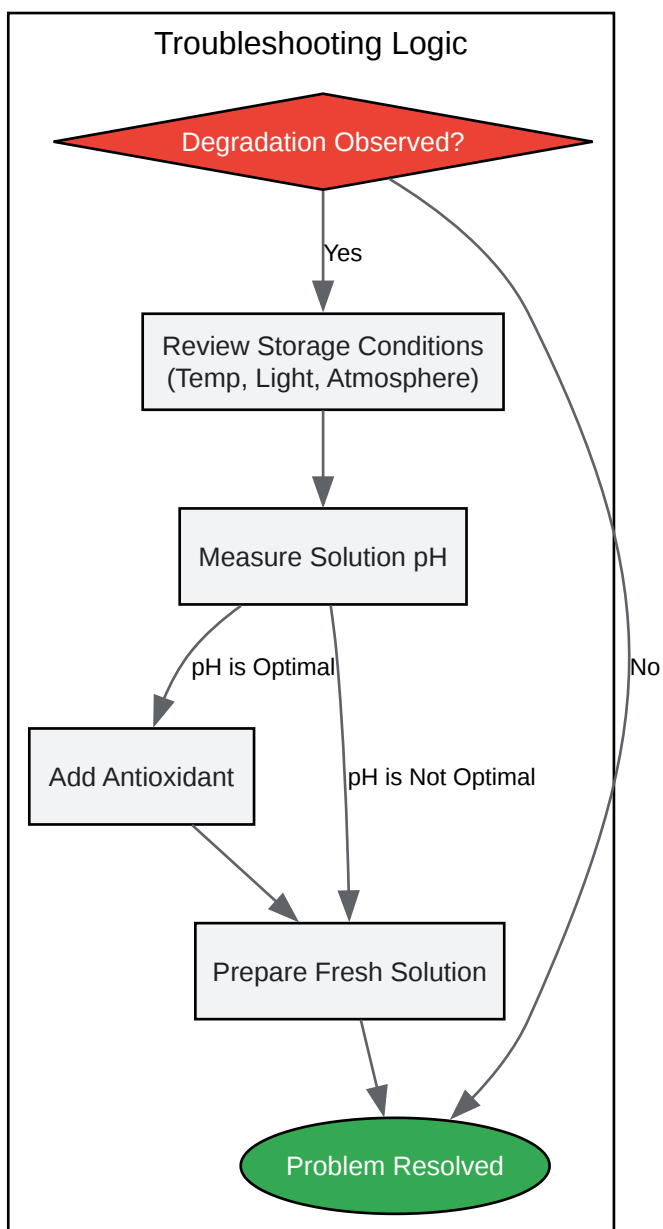 Troubleshooting Logic
Degradation Observed?
Yes
Review Storage Conditions
(Temp, Light, Atmosphere)
Measure Solution pH
pH is Optimal
No
Add Antioxidant
pH is Not Optimal
Prepare Fresh Solution
Problem Resolved